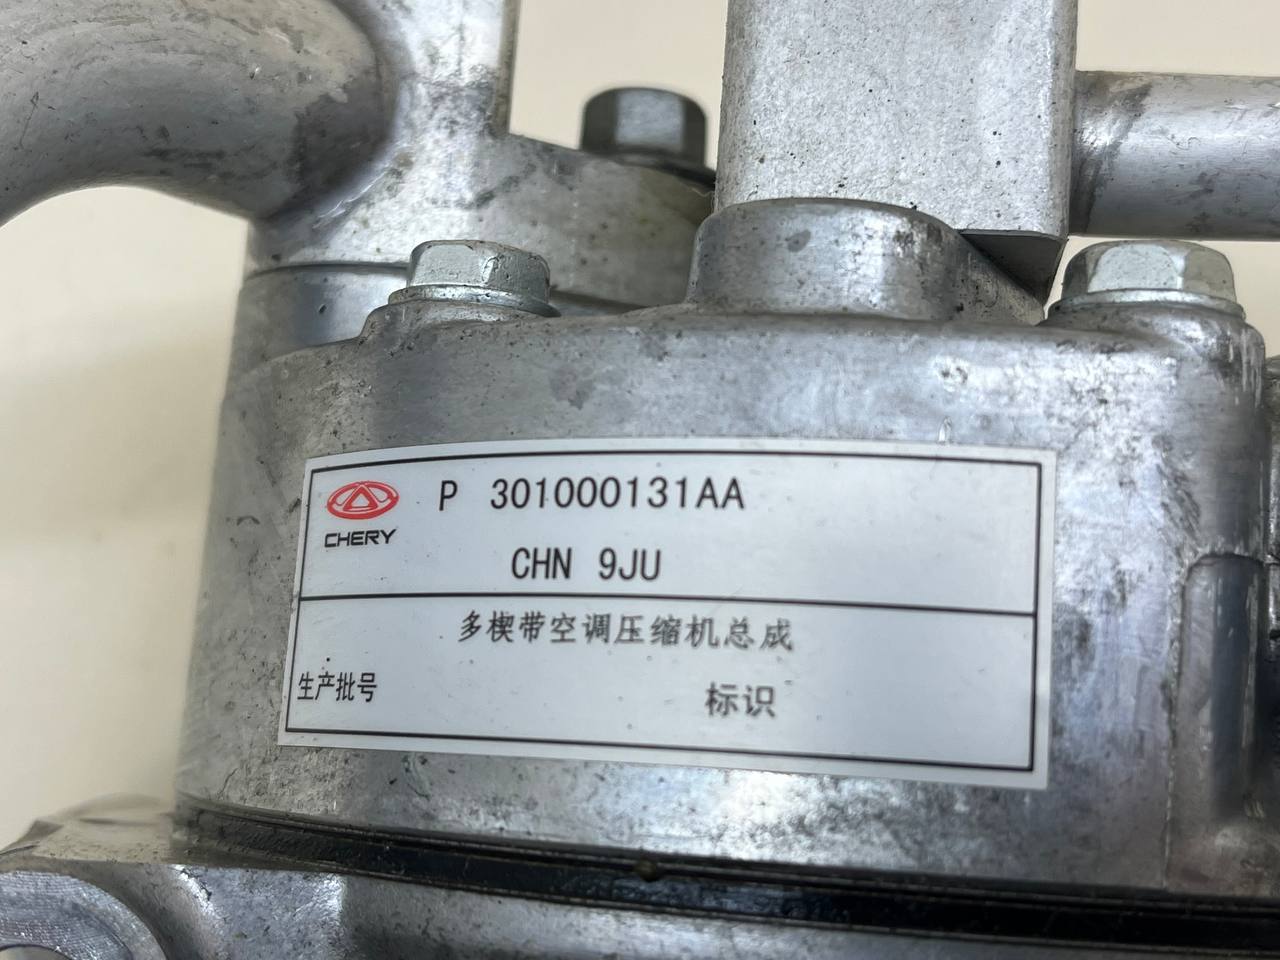 P 301000131AA
CHERY
CHN 9JU
多楔带空调压缩机总成
生产批号
标识